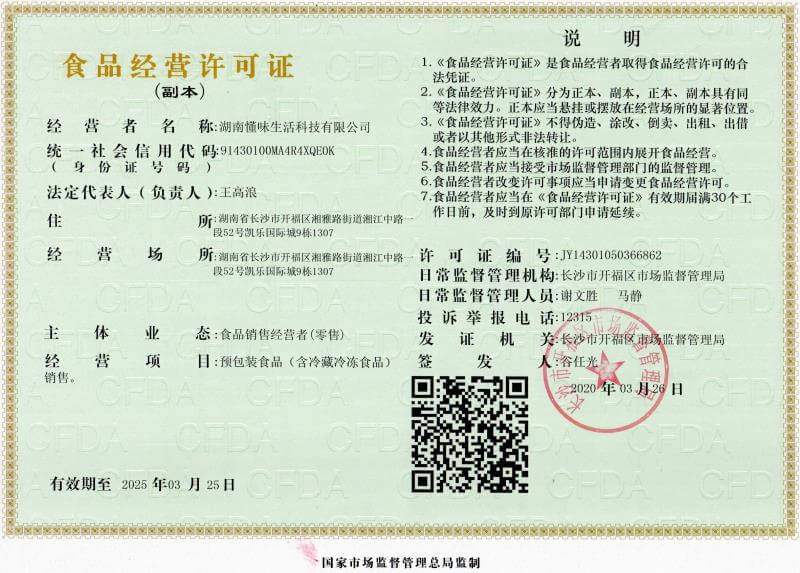 食品经营许可证
(副本)
经营者名称:湖南懂味生活科技有限公司
统一社会信用代码:91430100MA4R4XQE0K
(身份证号码)
法定代表人(负责人):王高浪
住所:湖南省长沙市开福区湘雅路街道湘江中路一
段52号凯乐国际城9栋1307
经营场所:湖南省长沙市开福区湘雅路街道湘江中路一
段52号凯乐国际城9栋1307
主体业态:食品销售经营者(零售)
经营项目:预包装食品（含冷藏冷冻食品）
销售。
有效期至 2025 年03 月 25 日
说明
1.《食品经营许可证》是食品经营者取得食品经营许可的合
法凭证。
2.《食品经营许可证》分为正本、副本，正本、副本具有同
等法律效力。正本应当悬挂或摆放在经营场所的显著位置。
3.《食品经营许可证》不得伪造、涂改、倒卖、出租、出借
或者以其他形式非法转让。
4.食品经营者应当在核准的许可范围内展开食品经营。
5.食品经营者应当接受市场监督管理部门的监督管理。
6.食品经营者改变许可事项应当申请变更食品经营许可。
7.食品经营者应当在《食品经营许可证》有效期届满30个工
作日前，及时到原许可部门申请延续。
许可证编号:JY14301050366862
日常监督管理机构:长沙市开福区市场监督管理局
日常监督管理人员:谢文胜 马静
投诉举报电话:12315
发证机关:长沙市开福区市场监督管理局
签发人:谷任光
2020 年 03 月 26 日
长沙市开福区市场监督管理局
CFDA
国家市场监督管理总局监制